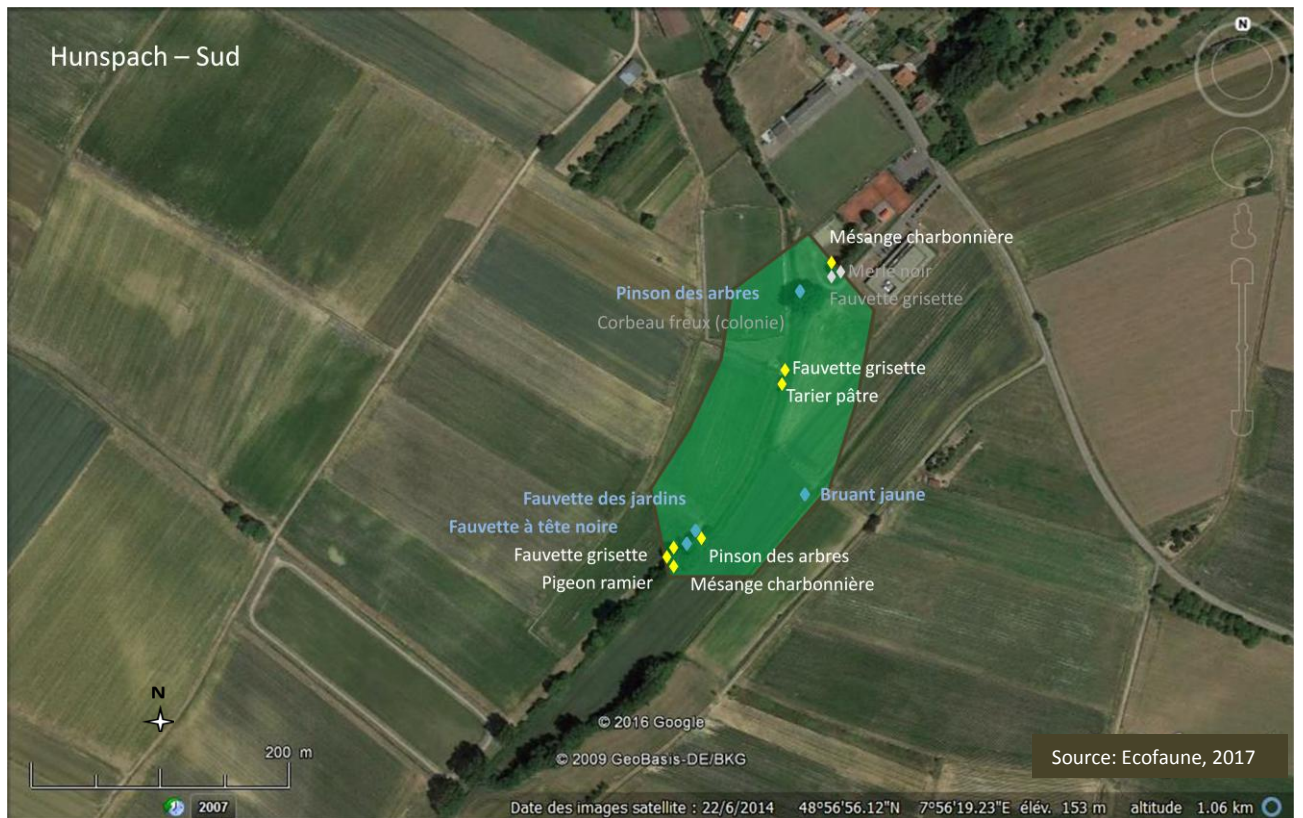 Hunspach – Sud
N
Mésange charbonnière
Merle noir
Pinson des arbres
Fauvette grisette
Corbeau freux (colonie)
Fauvette grisette
Tarier pâtre
Fauvette des jardins
Bruant jaune
Fauvette à tête noire
Fauvette grisette
Pinson des arbres
Pigeon ramier
Mésange charbonnière
N
© 2016 Google
200 m
© 2009 GeoBasis-DE/BKG
Source: Ecofaune, 2017
2007
Date des images satellite : 22/6/2014 48°56'56.12"N 7°56'19.23"E élév. 153 m altitude 1.06 km